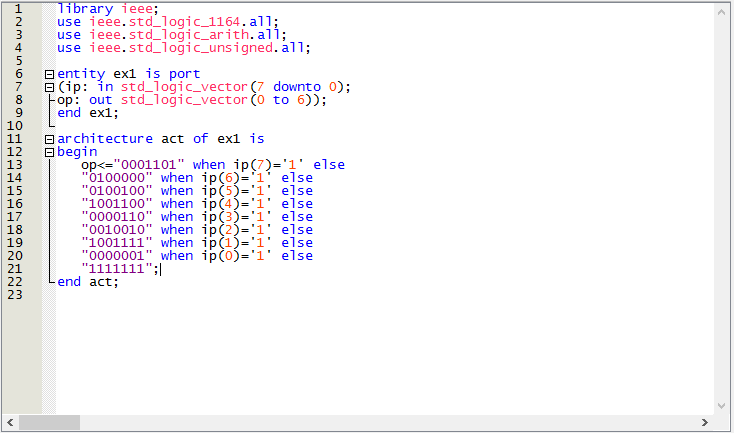 1 library ieee;
2 use ieee.std_logic_1164.all;
3 use ieee.std_logic_arith.all;
4 use ieee.std_logic_unsigned.all;
5
6 entity ex1 is port
7 (ip: in std_logic_vector(7 downto 0);
8 op: out std_logic_vector(0 to 6));
9 end ex1;
10
11 architecture act of ex1 is
12 begin
13 op<="0001101" when ip(7)='1' else
14 "0100000" when ip(6)='1' else
15 "0100100" when ip(5)='1' else
16 "1001100" when ip(4)='1' else
17 "0000110" when ip(3)='1' else
18 "0010010" when ip(2)='1' else
19 "1001111" when ip(1)='1' else
20 "0000001" when ip(0)='1' else
21 "1111111";
22 end act;
23